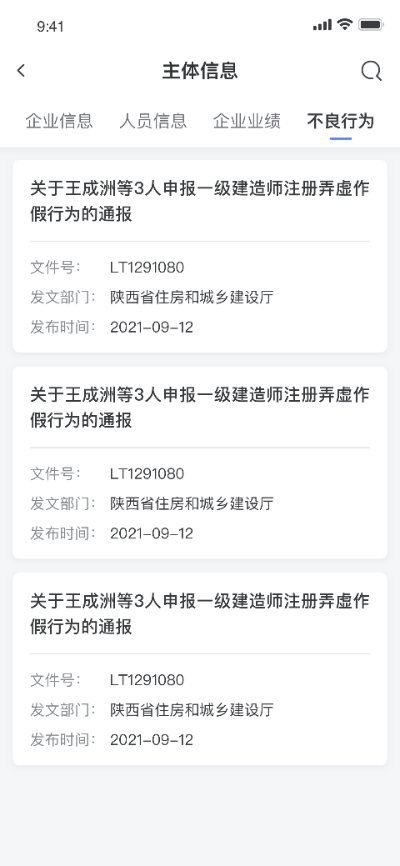 9:41
主体信息
企业信息 人员信息 企业业绩 不良行为
关于王成洲等3人申报一级建造师注册弄虚作
假行为的通报
文件号： LT1291080
发文部门： 陕西省住房和城乡建设厅
发布时间： 2021-09-12
关于王成洲等3人申报一级建造师注册弄虚作
假行为的通报
文件号： LT1291080
发文部门： 陕西省住房和城乡建设厅
发布时间： 2021-09-12
关于王成洲等3人申报一级建造师注册弄虚作
假行为的通报
文件号： LT1291080
发文部门： 陕西省住房和城乡建设厅
发布时间： 2021-09-12